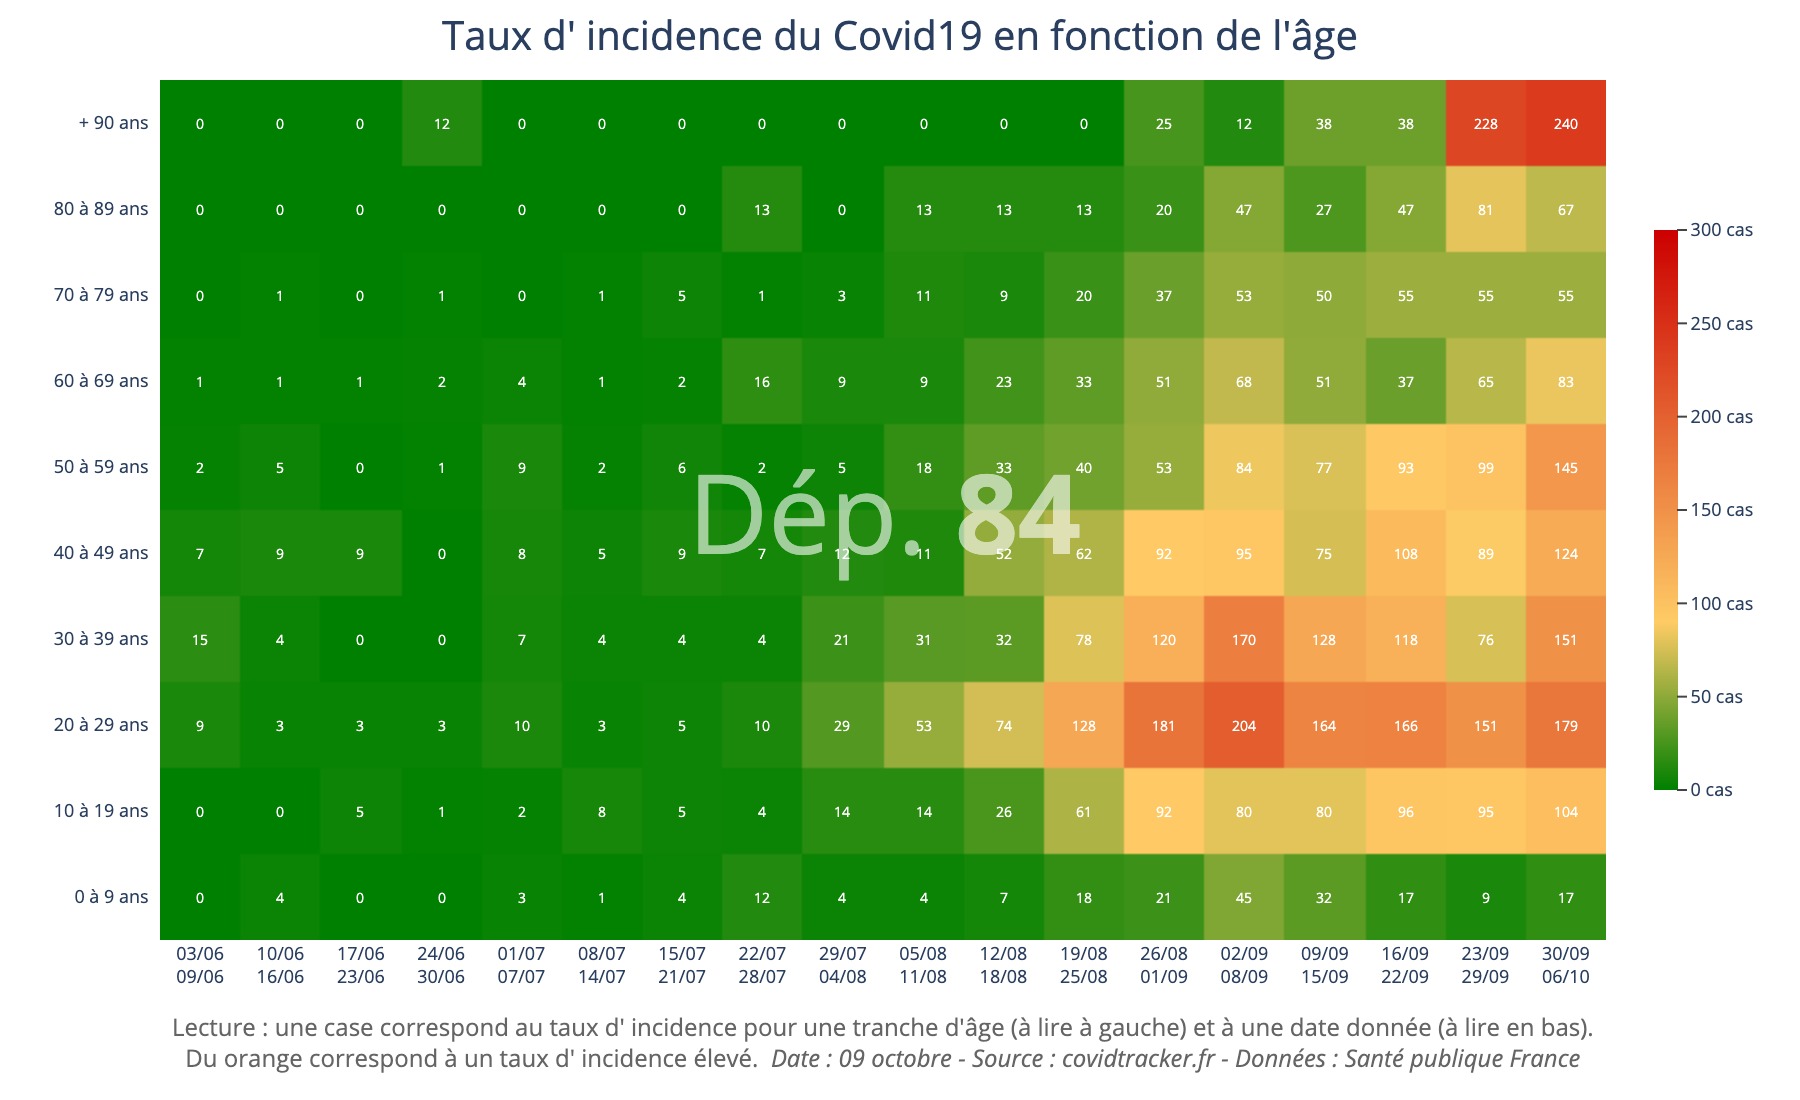 Taux d' incidence du Covid19 en fonction de l'âge
+ 90 ans 0 0 0 12 0 0 0 0 0 0 0 0 25 12 38 38 228 240
80 à 89 ans 0 0 0 0 0 0 0 13 0 13 13 13 20 47 27 47 81 67
70 à 79 ans 0 1 0 1 0 1 5 1 3 11 9 20 37 53 50 55 55 55
60 à 69 ans 1 1 1 2 4 1 2 16 9 9 23 33 51 68 51 37 65 83
50 à 59 ans 2 5 0 1 9 2 6 2 5 18 33 40 53 84 77 93 99 145
Dép. 84
40 à 49 ans 7 9 9 0 8 5 9 7 12 11 52 62 92 95 75 108 89 124
30 à 39 ans 15 4 0 0 7 4 4 4 21 31 32 78 120 170 128 118 76 151
20 à 29 ans 9 3 3 3 10 3 5 10 29 53 74 128 181 204 164 166 151 179
10 à 19 ans 0 0 5 1 2 8 5 4 14 14 26 61 92 80 80 96 95 104
0 à 9 ans 0 4 0 0 3 1 4 12 4 4 7 18 21 45 32 17 9 17
03/06 10/06 17/06 24/06 01/07 08/07 15/07 22/07 29/07 05/08 12/08 19/08 26/08 02/09 09/09 16/09 23/09 30/09
09/06 16/06 23/06 30/06 07/07 14/07 21/07 28/07 04/08 11/08 18/08 25/08 01/09 08/09 15/09 22/09 29/09 06/10
300 cas
250 cas
200 cas
150 cas
100 cas
50 cas
0 cas
Lecture : une case correspond au taux d' incidence pour une tranche d'âge (à lire à gauche) et à une date donnée (à lire en bas).
Du orange correspond à un taux d' incidence élevé. Date : 09 octobre - Source : covidtracker.fr - Données : Santé publique France